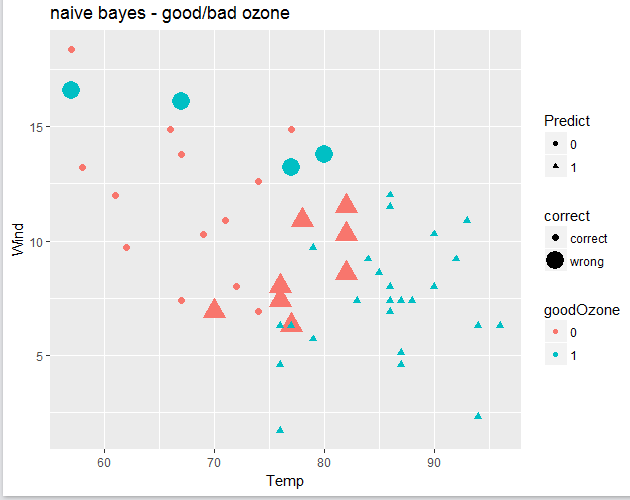 naive bayes - good/bad ozone
Wind
15
10
5
60 70 80 90
Temp
Predict
0
1
correct
correct
wrong
goodOzone
0
1